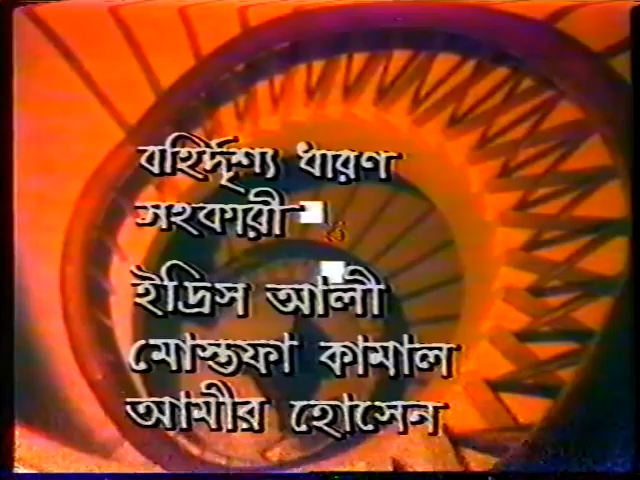 বহির্দৃশ্য ধারণ
সহকারী
ইদ্রিস আলী
মোস্তফা কামাল
আমীর হোসেন